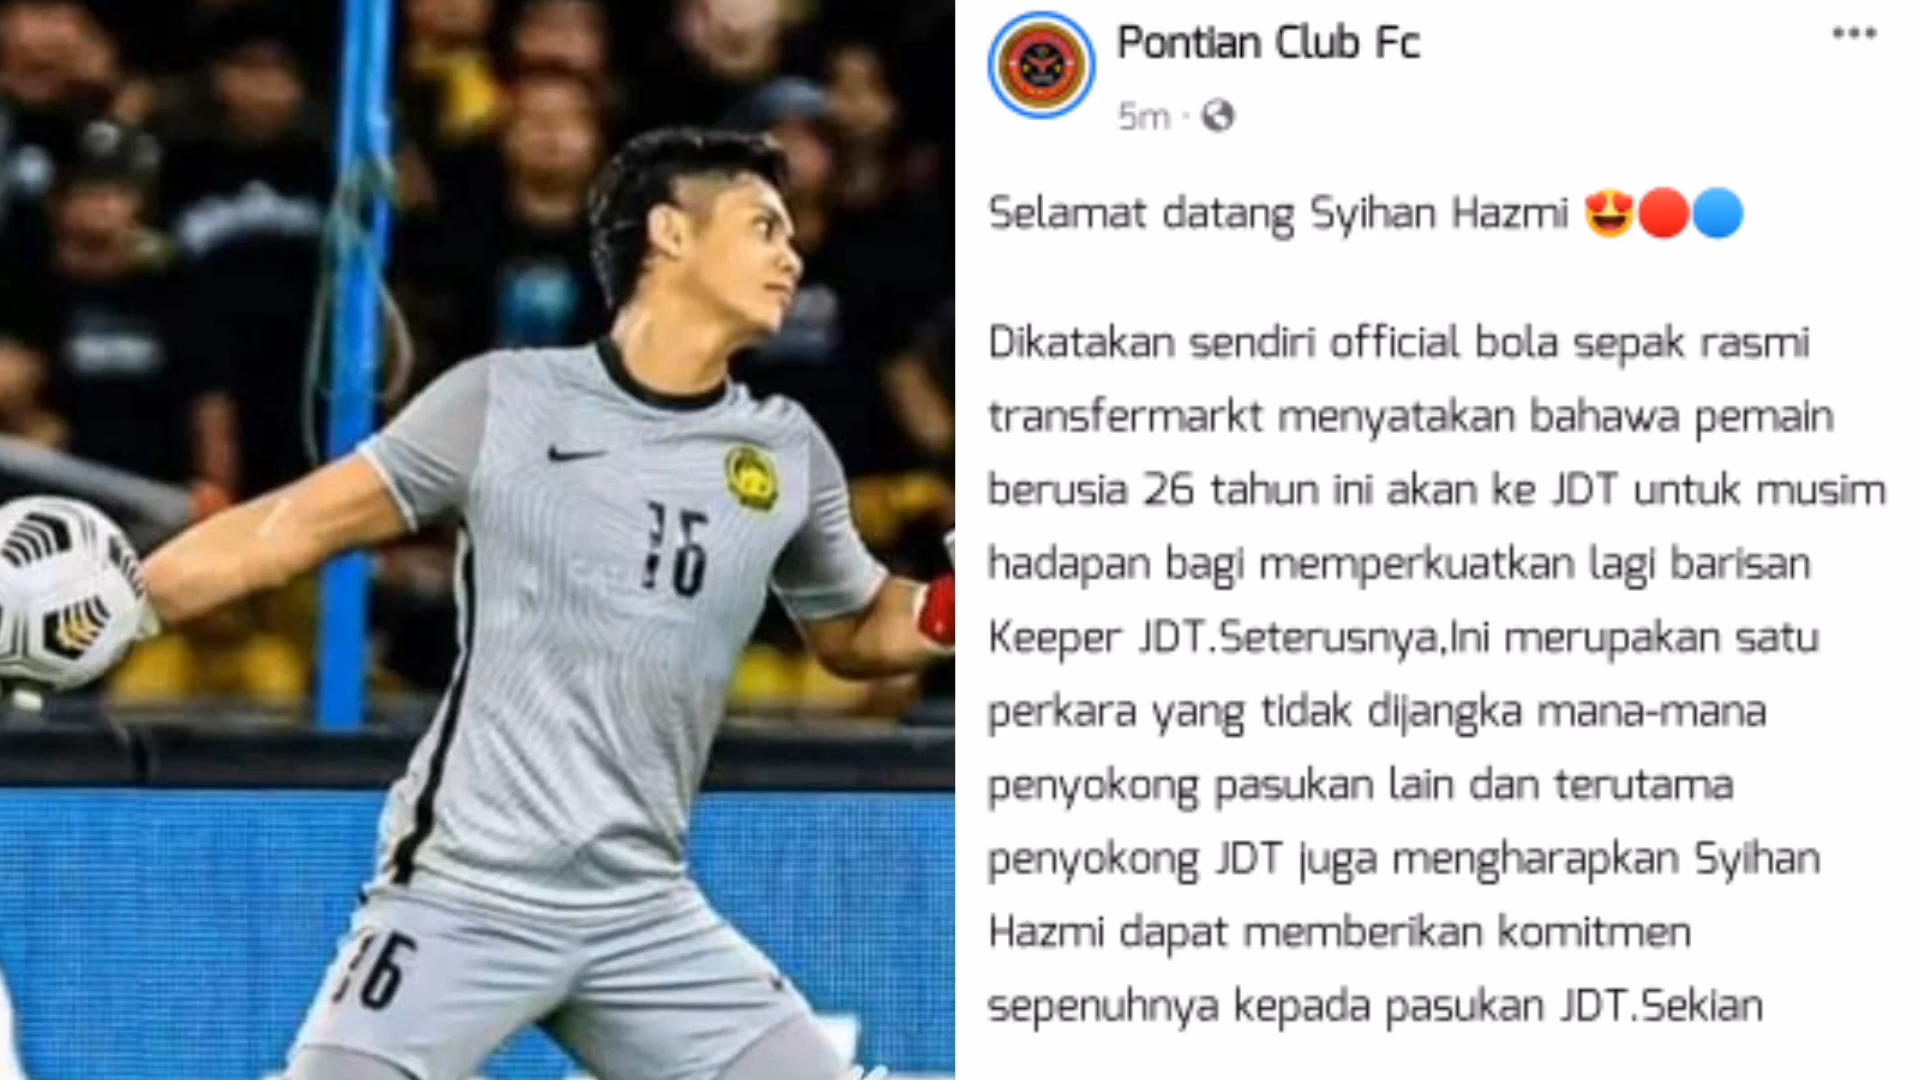 Pontian Club Fc
5m ·
Selamat datang Syihan Hazmi 😍🔴🔵
Dikatakan sendiri official bola sepak rasmi
transfermarkt menyatakan bahawa pemain
berusia 26 tahun ini akan ke JDT untuk musim
hadapan bagi memperkuatkan lagi barisan
Keeper JDT.Seterusnya,Ini merupakan satu
perkara yang tidak dijangka mana-mana
penyokong pasukan lain dan terutama
penyokong JDT juga mengharapkan Syihan
Hazmi dapat memberikan komitmen
sepenuhnya kepada pasukan JDT.Sekian
16
16